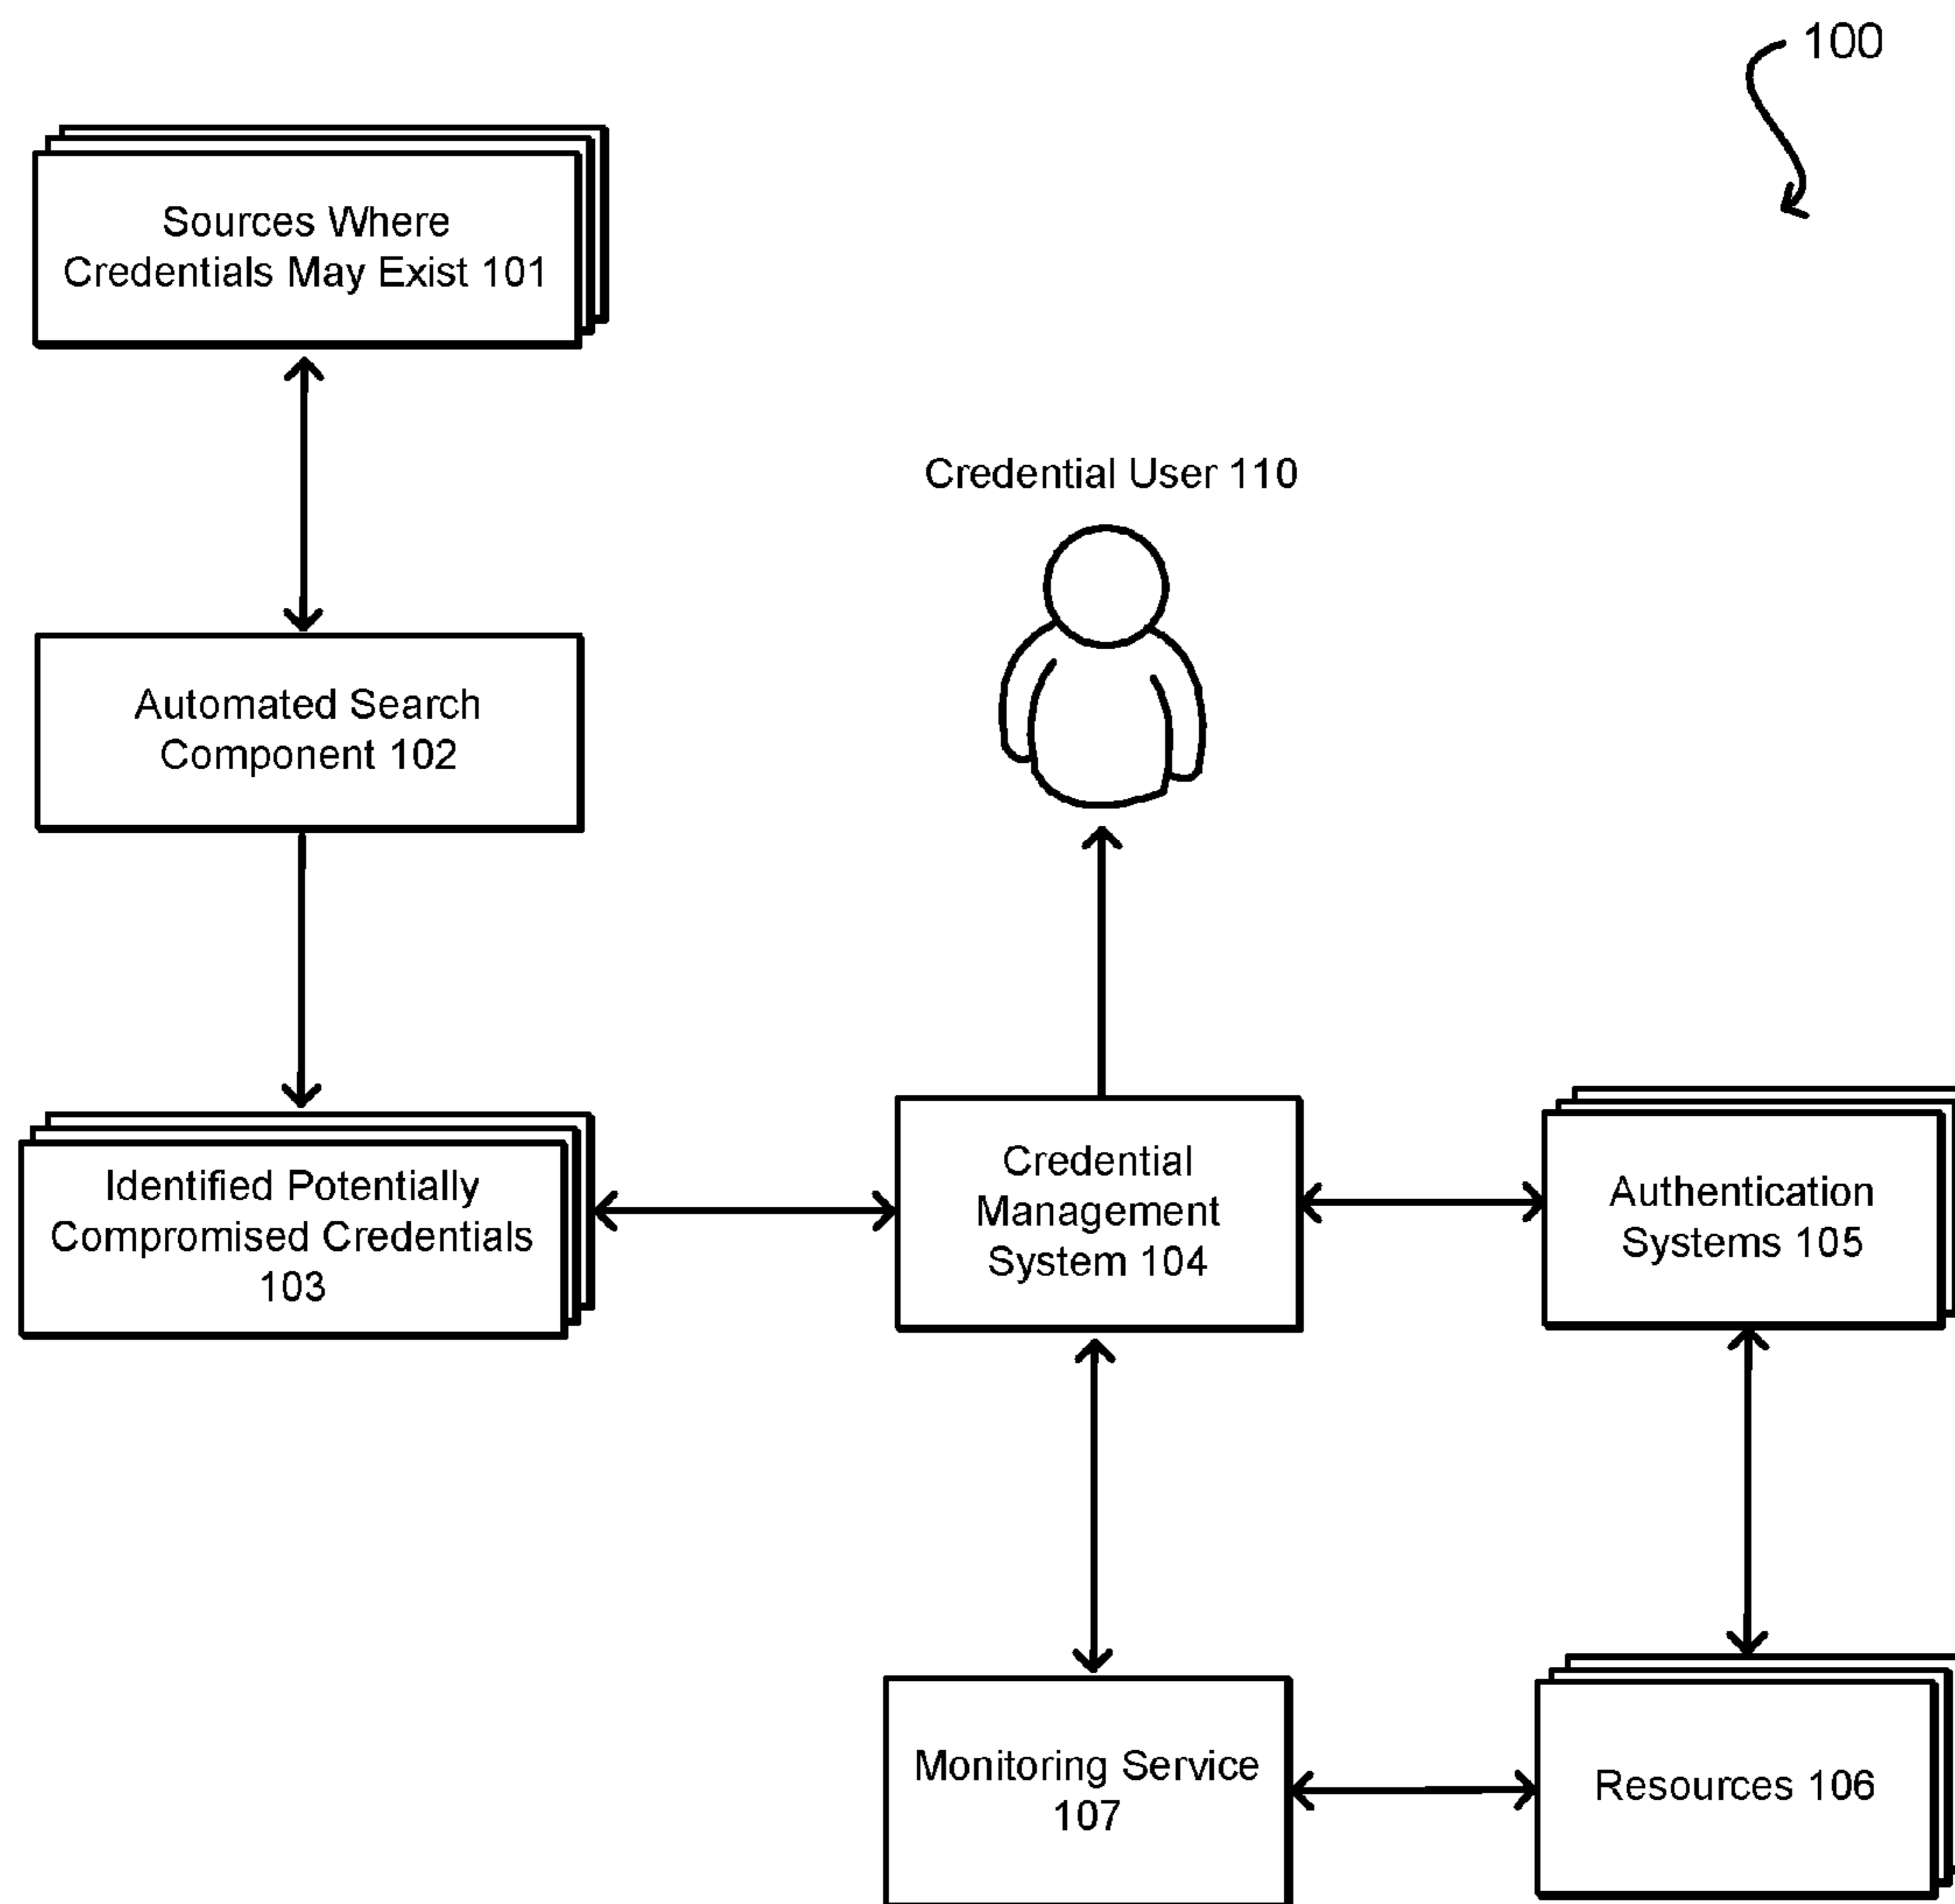 100
Sources Where
Credentials May Exist 101
Credential User 110
Automated Search
Component 102
Identified Potentially
Compromised Credentials
103
Credential
Management
System 104
Authentication
Systems 105
Monitoring Service
107
Resources 106